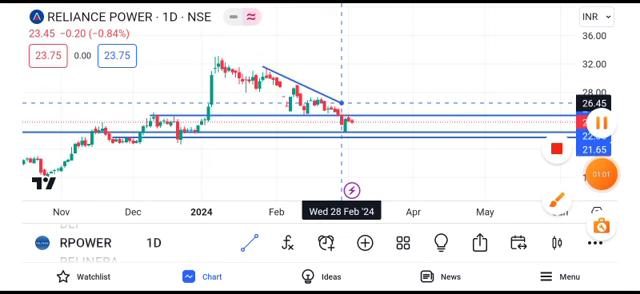 RELIANCE POWER · 1D · NSE
INR
23.45 −0.20 (−0.84%)
36.00
23.75 0.00 23.75
32.00
28.00
26.45
21.65
01:01
Wed 28 Feb '24
Nov Dec 2024 Feb Apr May
RPOWER 1D
Watchlist Chart Ideas News Menu